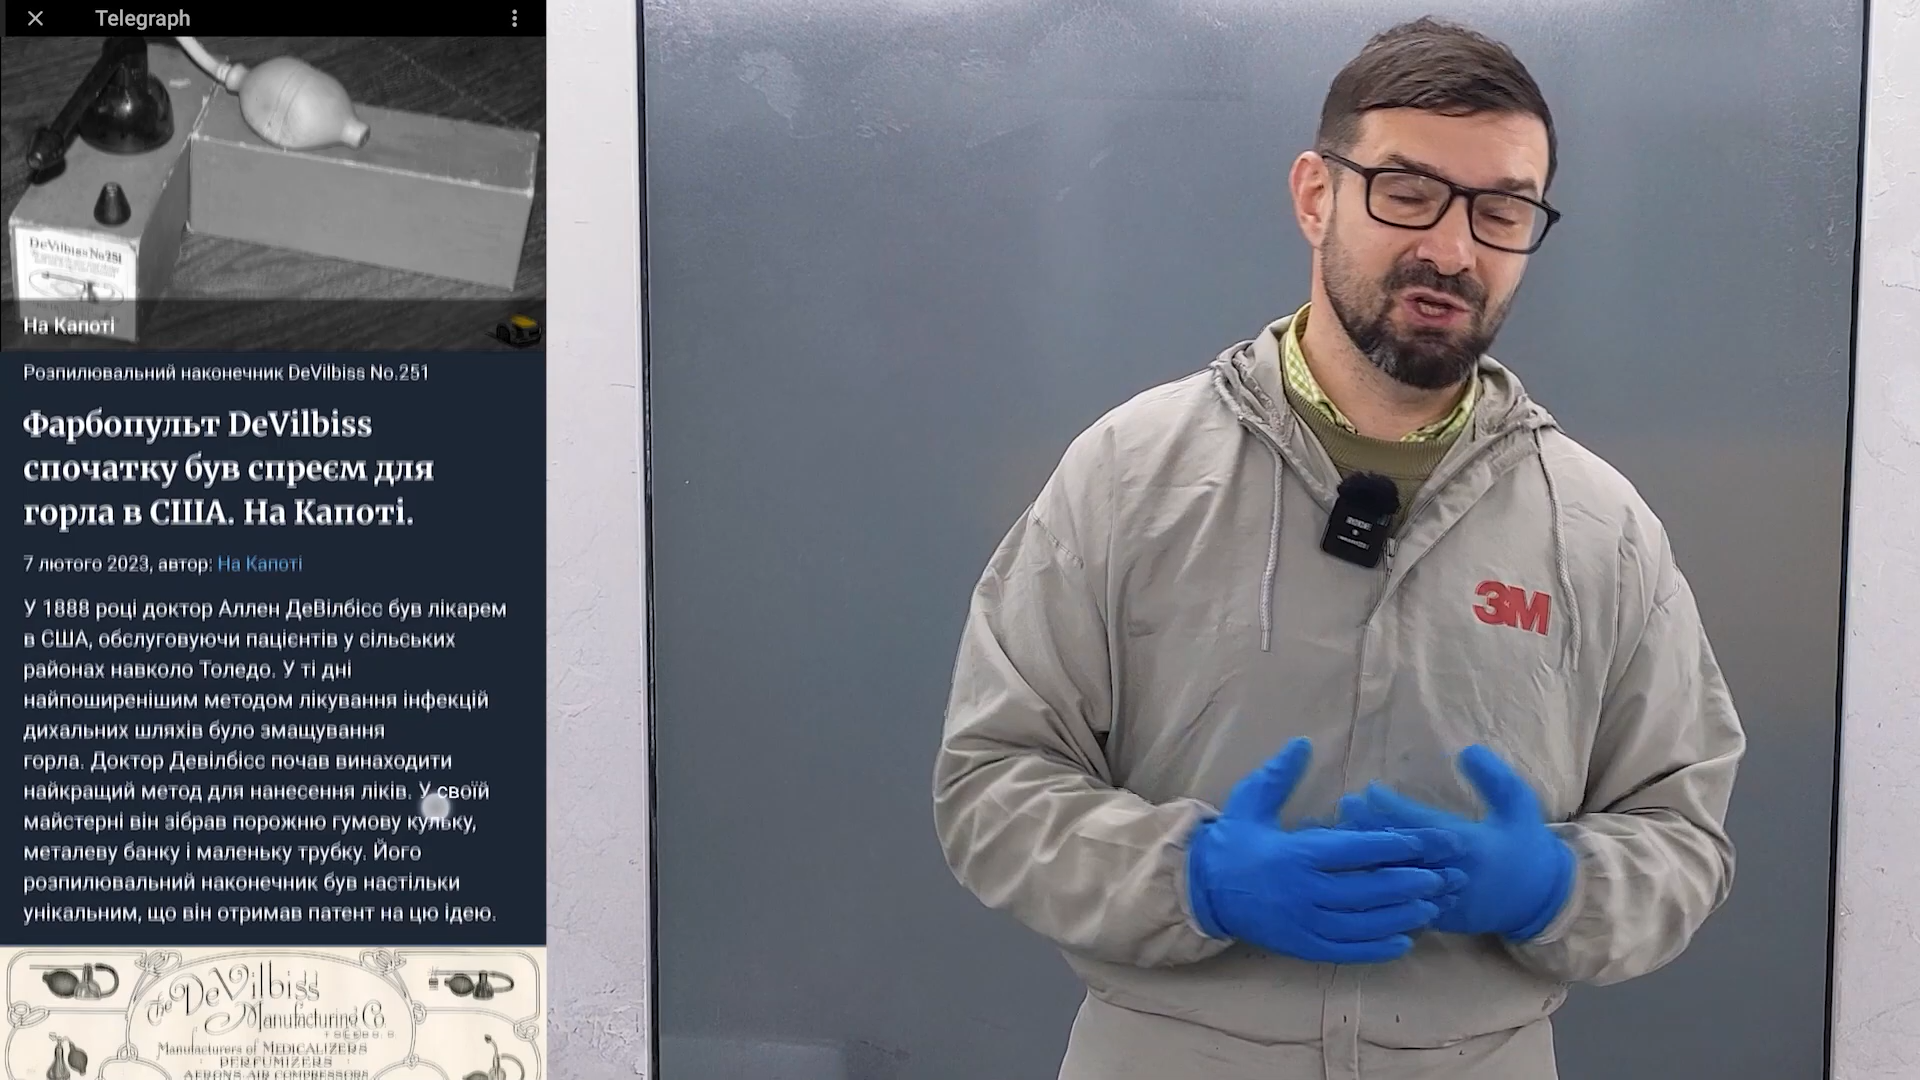 Telegraph
DeVilbiss No 251
На Капоті
Розпилювальний наконечник DeVilbiss No.251
Фарбопульт DeVilbiss
спочатку був спреєм для
горла в США. На Капоті.
7 лютого 2023, автор: На Капоті
У 1888 році доктор Аллен ДеВілбісс був лікарем
в США, обслуговуючи пацієнтів у сільських
районах навколо Толедо. У ті дні
найпоширенішим методом лікування інфекцій
дихальних шляхів було змащування
горла. Доктор Девілбісс почав винаходити
найкращий метод для нанесення ліків. У своїй
майстерні він зібрав порожню гумову кульку,
металеву банку і маленьку трубку. Його
розпилювальний наконечник був настільки
унікальним, що він отримав патент на цю ідею.
The DeVilbiss
Manufacturing Co.
Manufacturers of MEDICALIZERS
PERFUMIZERS
AERONS AIR COMPRESSORS
3M